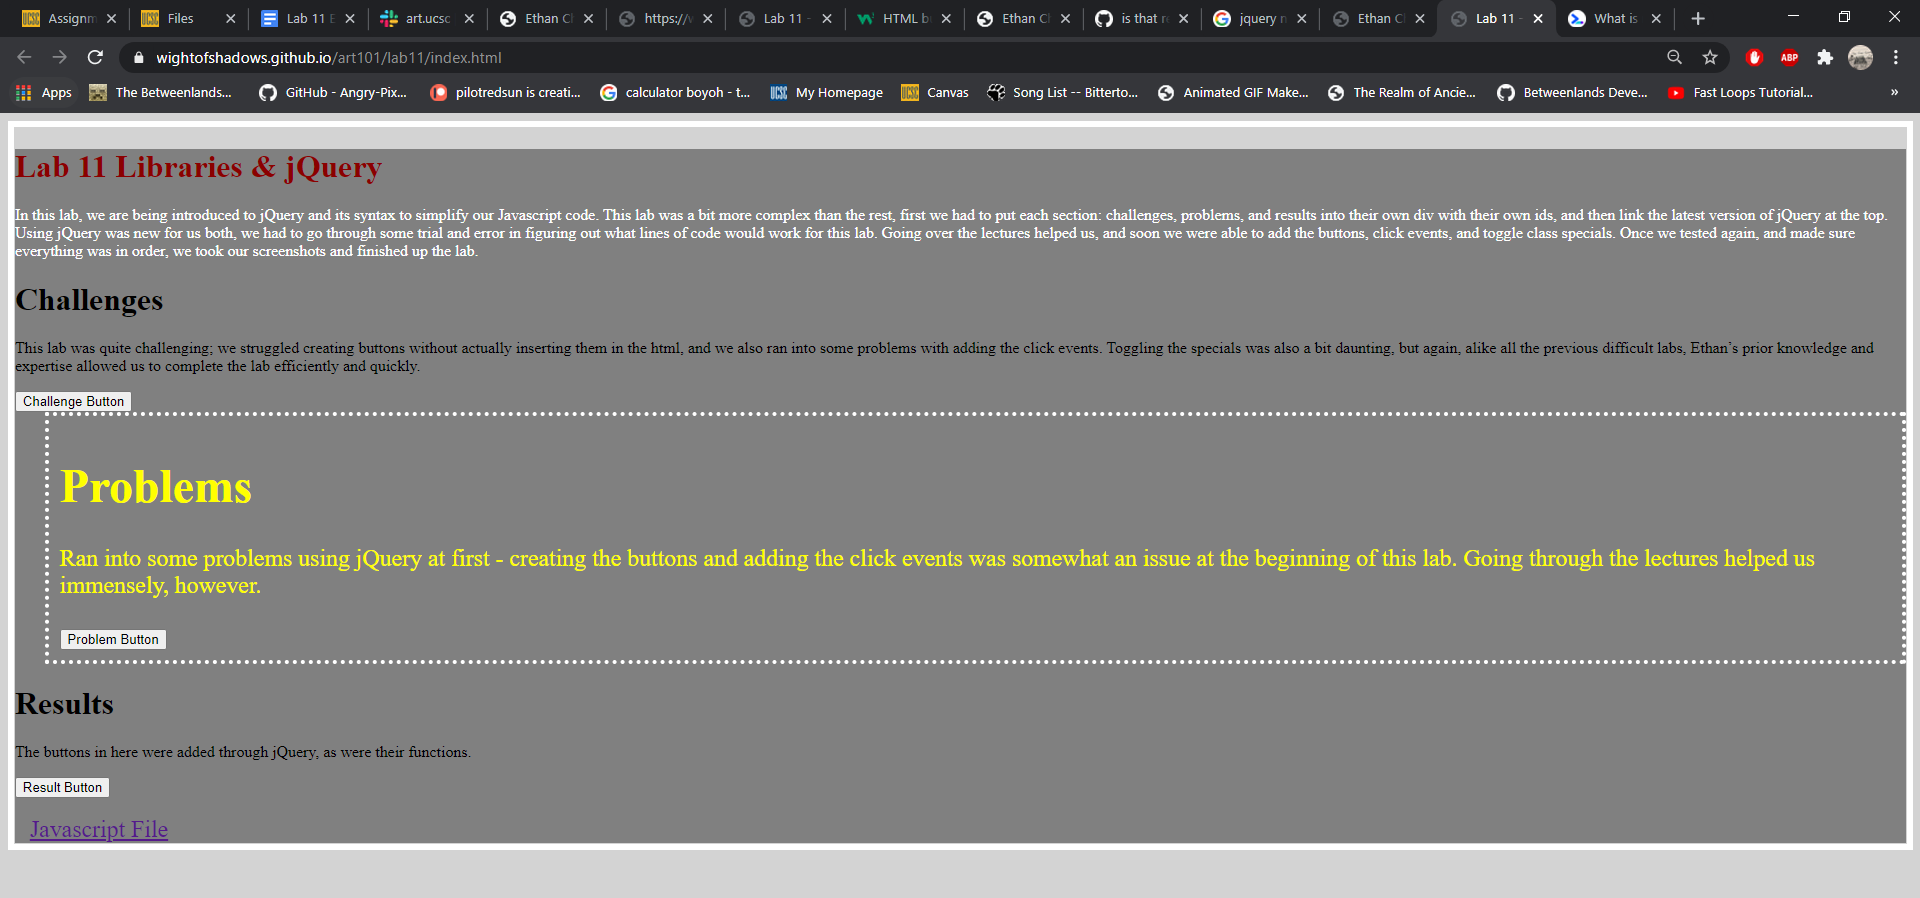 Assignm Files Lab 11 E art.ucsc Ethan Cl https:// Lab 11 - HTML b Ethan Cl is that r jquery n Ethan Cl Lab 11 - What is
wightofshadows.github.io/art101/lab11/index.html ABP
Apps The Betweenlands... GitHub - Angry-Pix... pilotredsun is creati... calculator boyoh - t... UCSC My Homepage Canvas Song List -- Bitterto... Animated GIF Make... The Realm of Ancie... Betweenlands Deve... Fast Loops Tutorial... »
Lab 11 Libraries & jQuery
In this lab, we are being introduced to jQuery and its syntax to simplify our Javascript code. This lab was a bit more complex than the rest, first we had to put each section: challenges, problems, and results into their own div with their own ids, and then link the latest version of jQuery at the top.
Using jQuery was new for us both, we had to go through some trial and error in figuring out what lines of code would work for this lab. Going over the lectures helped us, and soon we were able to add the buttons, click events, and toggle class specials. Once we tested again, and made sure
everything was in order, we took our screenshots and finished up the lab.
Challenges
This lab was quite challenging; we struggled creating buttons without actually inserting them in the html, and we also ran into some problems with adding the click events. Toggling the specials was also a bit daunting, but again, alike all the previous difficult labs, Ethan’s prior knowledge and
expertise allowed us to complete the lab efficiently and quickly.
Challenge Button
Problems
Ran into some problems using jQuery at first - creating the buttons and adding the click events was somewhat an issue at the beginning of this lab. Going through the lectures helped us
immensely, however.
Problem Button
Results
The buttons in here were added through jQuery, as were their functions.
Result Button
Javascript File